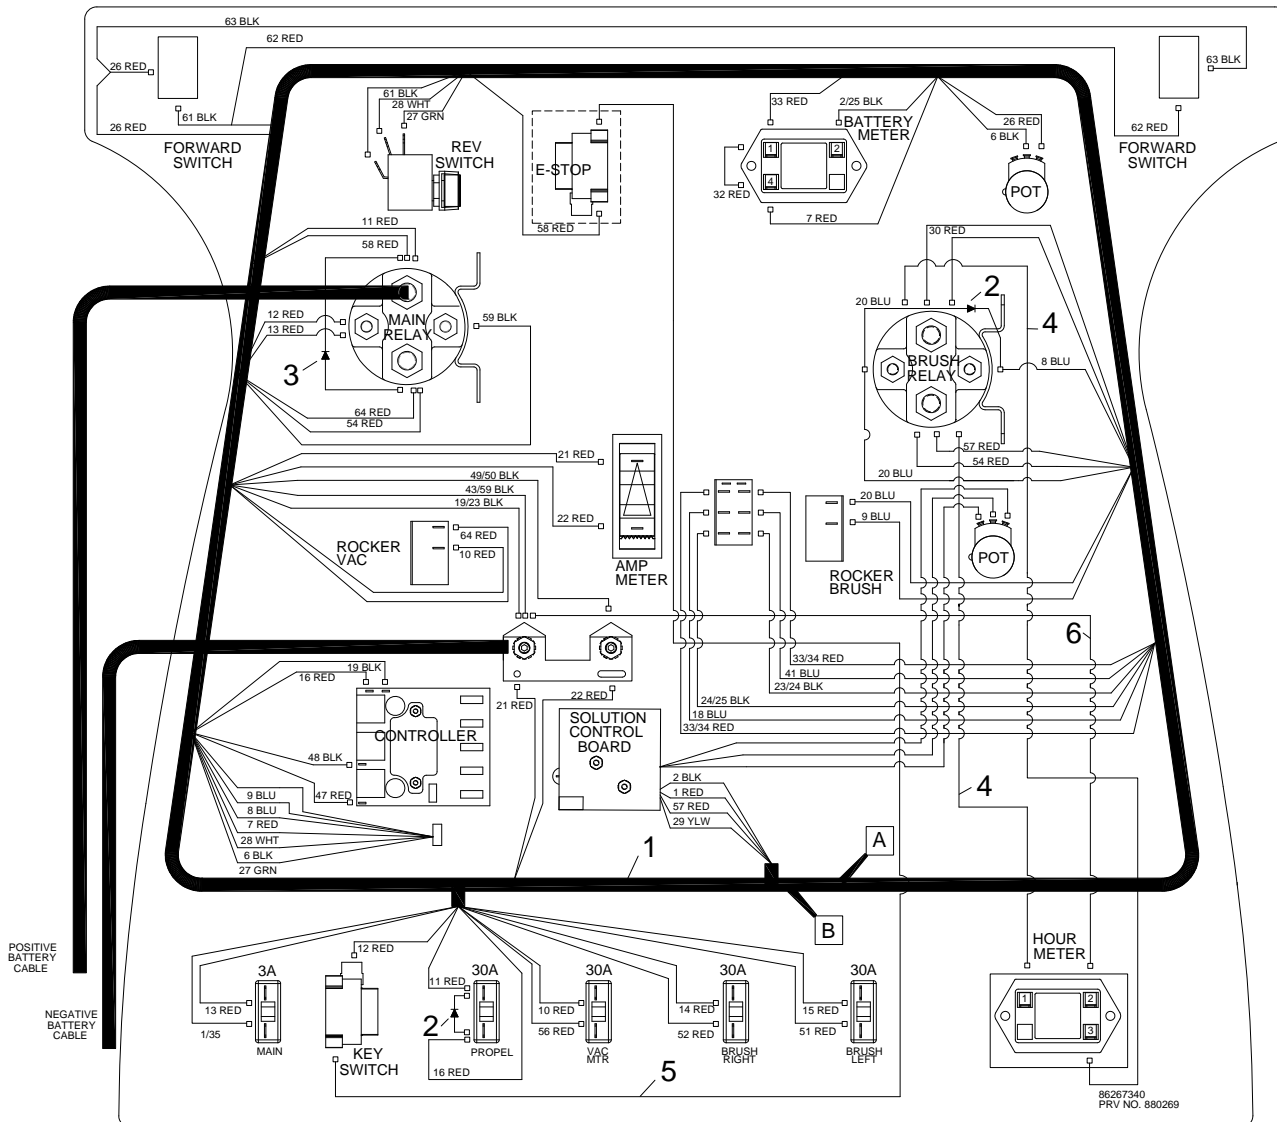 63 BLK
62 RED
26 RED
61 BLK
26 RED
FORWARD
SWITCH
61 BLK
28 WHT
27 GRN
REV
SWITCH
E-STOP
58 RED
33 RED
2/25 BLK
BATTERY
METER
1
2
4
32 RED
7 RED
26 RED
6 BLK
POT
63 BLK
62 RED
FORWARD
SWITCH
11 RED
58 RED
12 RED
13 RED
MAIN
RELAY
59 BLK
3
64 RED
54 RED
30 RED
20 BLU
2
4
BRUSH
RELAY
8 BLU
57 RED
54 RED
20 BLU
21 RED
49/50 BLK
43/59 BLK
19/23 BLK
22 RED
64 RED
10 RED
ROCKER
VAC
AMP
METER
20 BLU
9 BLU
ROCKER
BRUSH
POT
6
33/34 RED
41 BLU
23/24 BLK
24/25 BLK
18 BLU
33/34 RED
19 BLK
16 RED
21 RED
22 RED
CONTROLLER
48 BLK
47 RED
9 BLU
8 BLU
7 RED
28 WHT
6 BLK
27 GRN
SOLUTION
CONTROL
BOARD
2 BLK
1 RED
57 RED
29 YLW
4
1
A
B
POSITIVE
BATTERY
CABLE
NEGATIVE
BATTERY
CABLE
12 RED
3A
13 RED
1/35
MAIN
KEY
SWITCH
11 RED
30A
2
PROPEL
16 RED
30A
10 RED
56 RED
VAC
MTR
30A
14 RED
52 RED
BRUSH
RIGHT
30A
15 RED
51 RED
BRUSH
LEFT
5
HOUR
METER
1
2
3
86267340
PRV NO. 880269